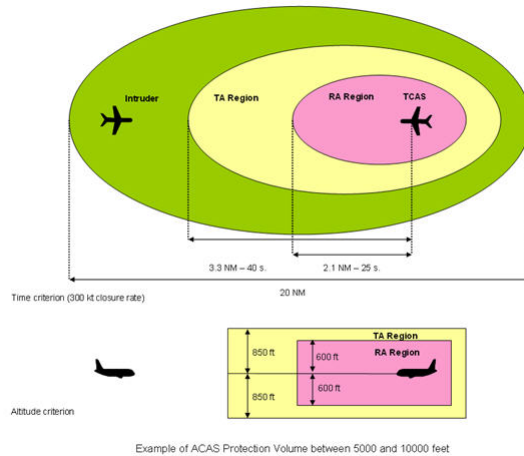 Intruder
TA Region
RA Region
TCAS
3.3 NM – 40 s.
2.1 NM – 25 s.
20 NM
Time criterion (300 kt closure rate)
TA Region
RA Region
850 ft
600 ft
850 ft
600 ft
Altitude criterion
Example of ACAS Protection Volume between 5000 and 10000 feet